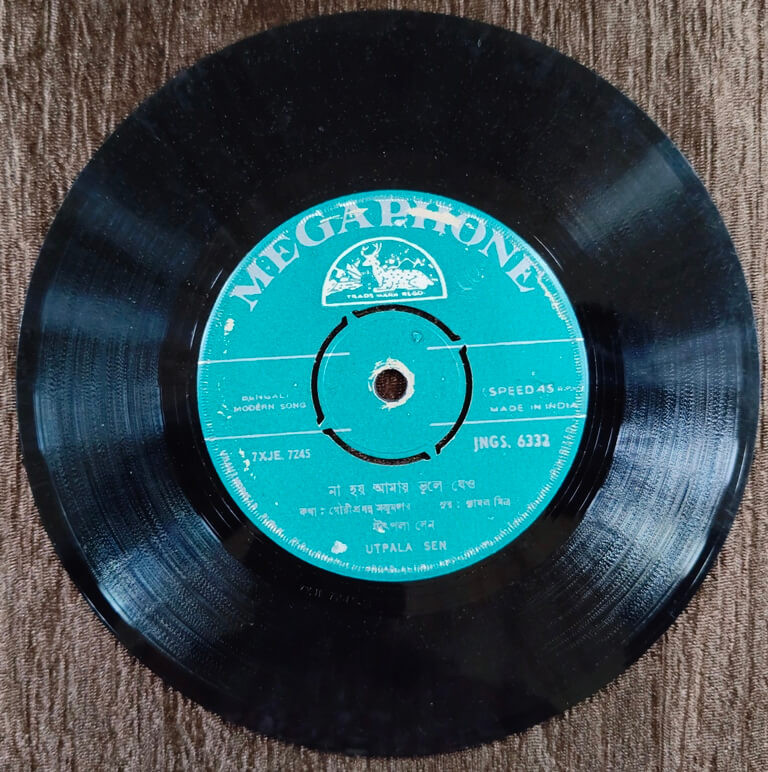 MEGAPHONE
TRADE MARK REGD.
BENGALI
MODERN SONG
SPEED 45 R.P.M.
MADE IN INDIA
7XJE. 7245
JNGS. 6332
না হয় আমায় ভুলে যেও
কথা : গৌরীপ্রসন্ন মজুমদার সুর : শ্যামল মিত্র
উৎপলা সেন
UTPALA SEN